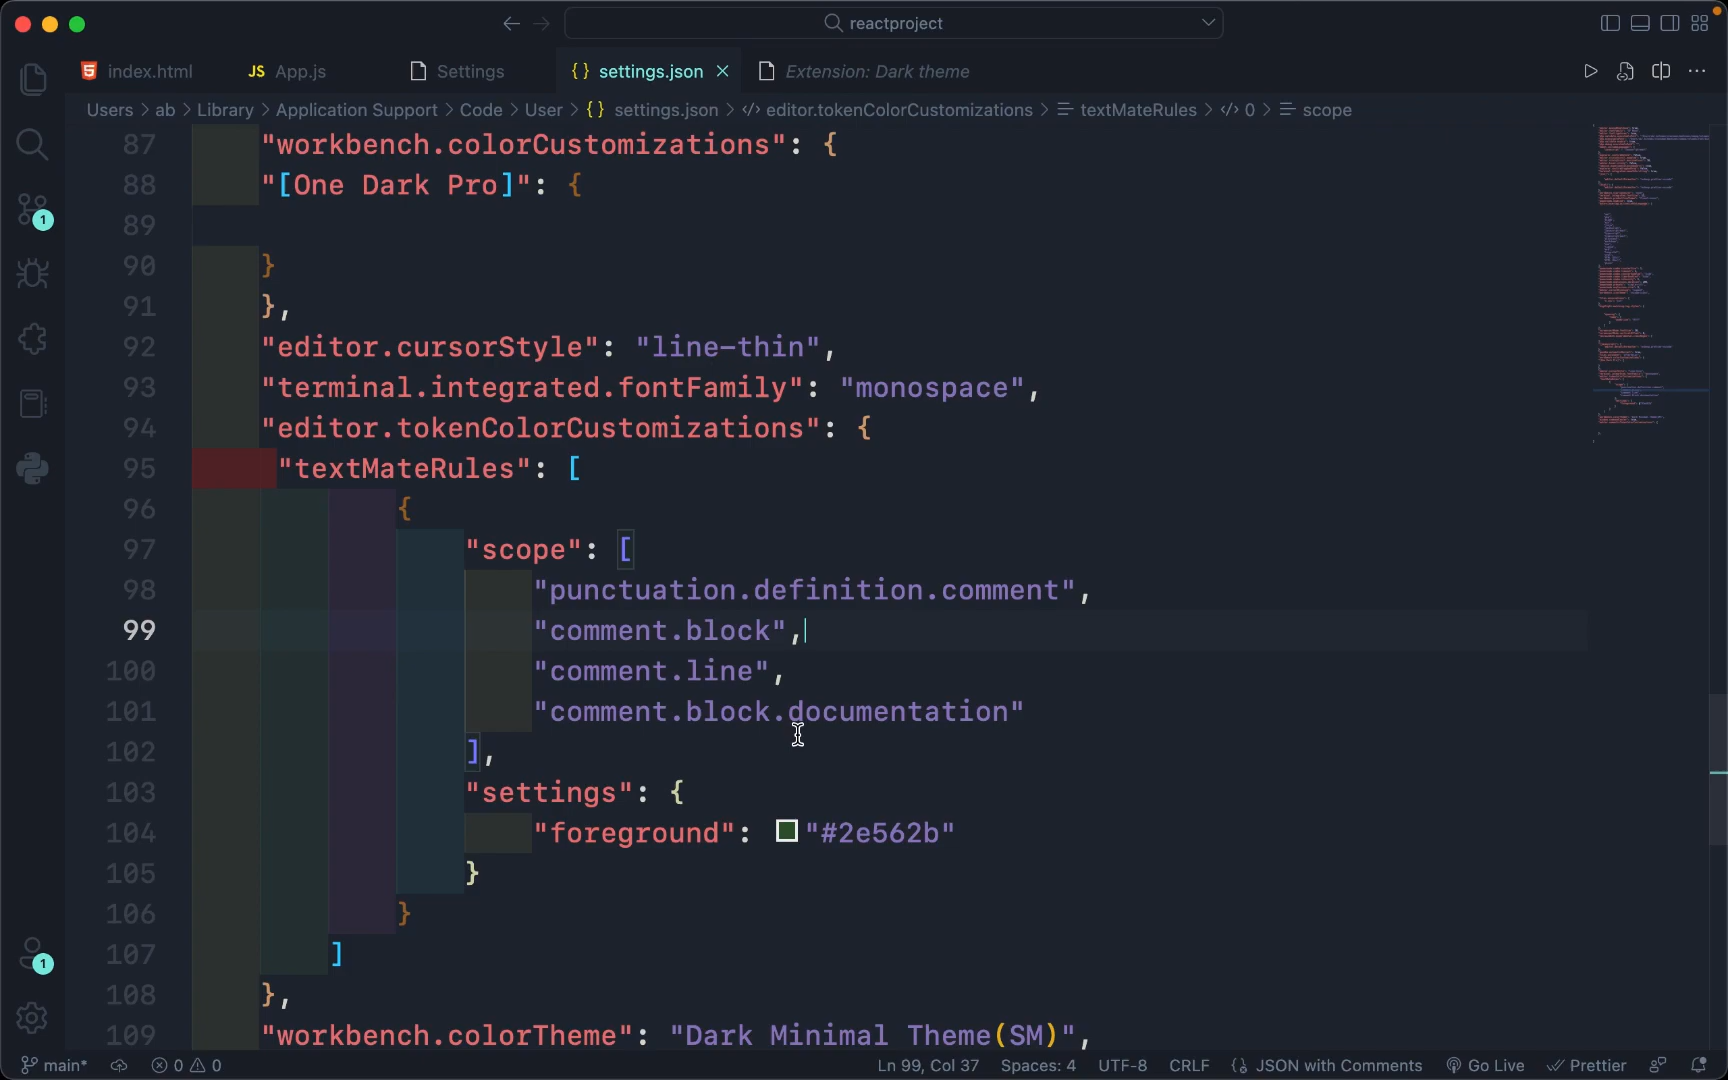 reactproject
index.html
JS App.js
Settings
{ } settings.json ×
Extension: Dark theme
Users > ab > Library > Application Support > Code > User > { } settings.json > </> editor.tokenColorCustomizations > textMateRules > </> 0 > scope
87 "workbench.colorCustomizations": {
88 "[One Dark Pro]": {
89
90 }
91 },
92 "editor.cursorStyle": "line-thin",
93 "terminal.integrated.fontFamily": "monospace",
94 "editor.tokenColorCustomizations": {
95 "textMateRules": [
96 {
97 "scope": [
98 "punctuation.definition.comment",
99 "comment.block",
100 "comment.line",
101 "comment.block.documentation"
102 ],
103 "settings": {
104 "foreground": "#2e562b"
105 }
106 }
107 ]
108 },
109 "workbench.colorTheme": "Dark Minimal Theme(SM)",
1
1
main* 0 0 Ln 99, Col 37 Spaces: 4 UTF-8 CRLF { } JSON with Comments Go Live Prettier